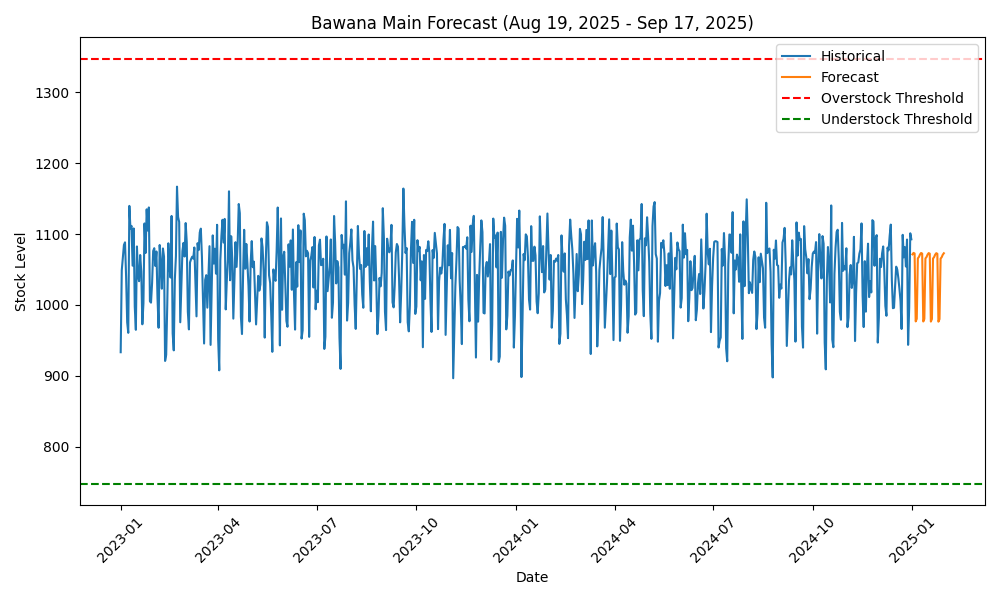 Bawana Main Forecast (Aug 19, 2025 - Sep 17, 2025)
Historical
Forecast
Overstock Threshold
Understock Threshold
Stock Level
1300
1200
1100
1000
900
800
2023-01
2023-04
2023-07
2023-10
2024-01
2024-04
2024-07
2024-10
2025-01
Date